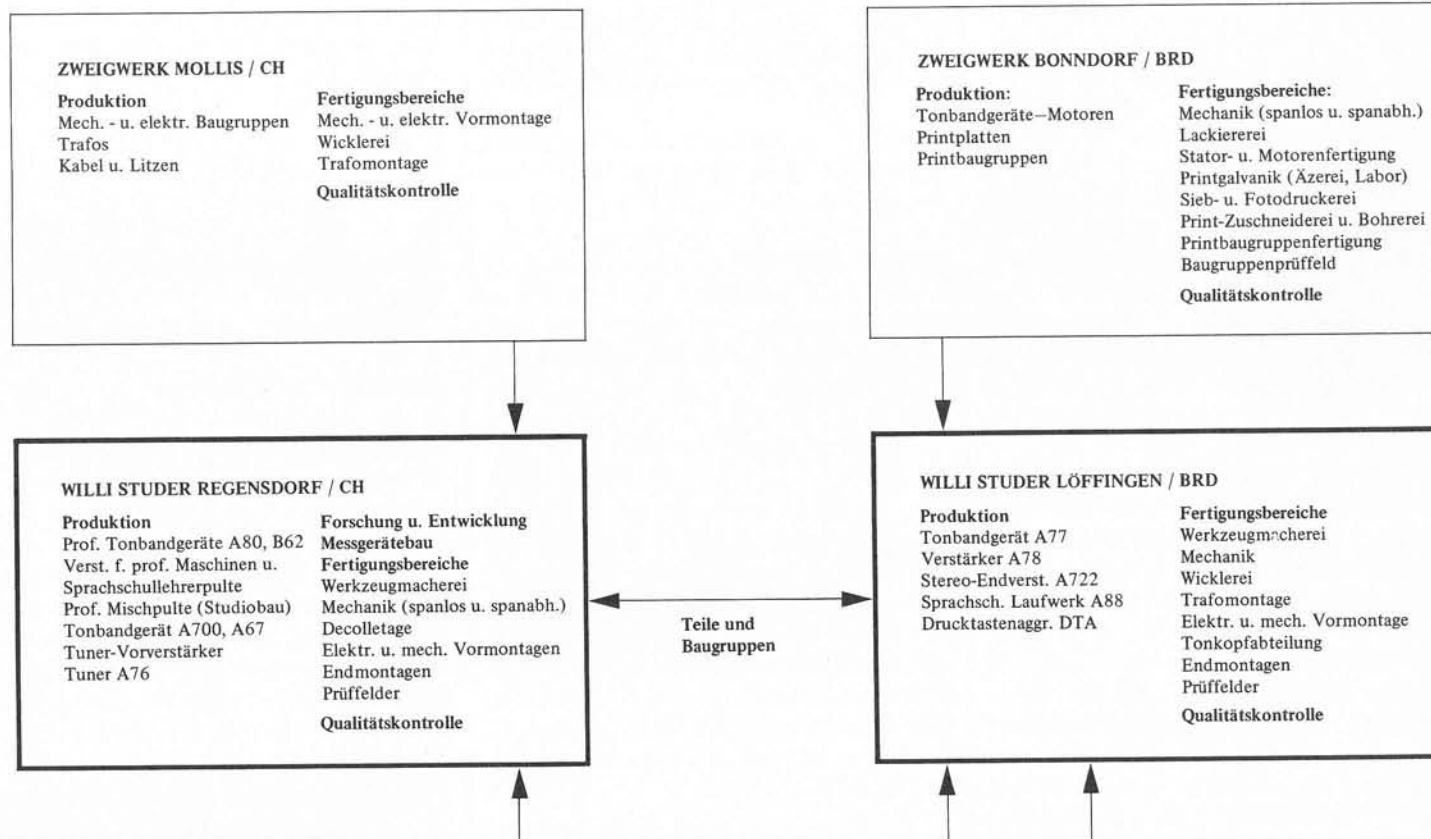 ZWEIGWERK MOLLIS / CH
Produktion
Mech. - u. elektr. Baugruppen
Trafos
Kabel u. Litzen
Fertigungsbereiche
Mech. - u. elektr. Vormontage
Wicklerei
Trafomontage
Qualitätskontrolle
ZWEIGWERK BONNDORF / BRD
Produktion:
Tonbandgeräte–Motoren
Printplatten
Printbaugruppen
Fertigungsbereiche:
Mechanik (spanlos u. spanabh.)
Lackiererei
Stator- u. Motorenfertigung
Printgalvanik (Äzerei, Labor)
Sieb- u. Fotodruckerei
Print-Zuschneiderei u. Bohrerei
Printbaugruppenfertigung
Baugruppenprüffeld
Qualitätskontrolle
WILLI STUDER REGENSDORF / CH
Produktion
Prof. Tonbandgeräte A80, B62
Verst. f. prof. Maschinen u.
Sprachschullehrerpulte
Prof. Mischpulte (Studiobau)
Tonbandgerät A700, A67
Tuner-Vorverstärker
Tuner A76
Forschung u. Entwicklung
Messgerätebau
Fertigungsbereiche
Werkzeugmacherei
Mechanik (spanlos u. spanabh.)
Decolletage
Elektr. u. mech. Vormontagen
Endmontagen
Prüffelder
Qualitätskontrolle
Teile und
Baugruppen
WILLI STUDER LÖFFINGEN / BRD
Produktion
Tonbandgerät A77
Verstärker A78
Stereo-Endverst. A722
Sprachsch. Laufwerk A88
Drucktastenaggr. DTA
Fertigungsbereiche
Werkzeugmacherei
Mechanik
Wicklerei
Trafomontage
Elektr. u. mech. Vormontage
Tonkopfabteilung
Endmontagen
Prüffelder
Qualitätskontrolle